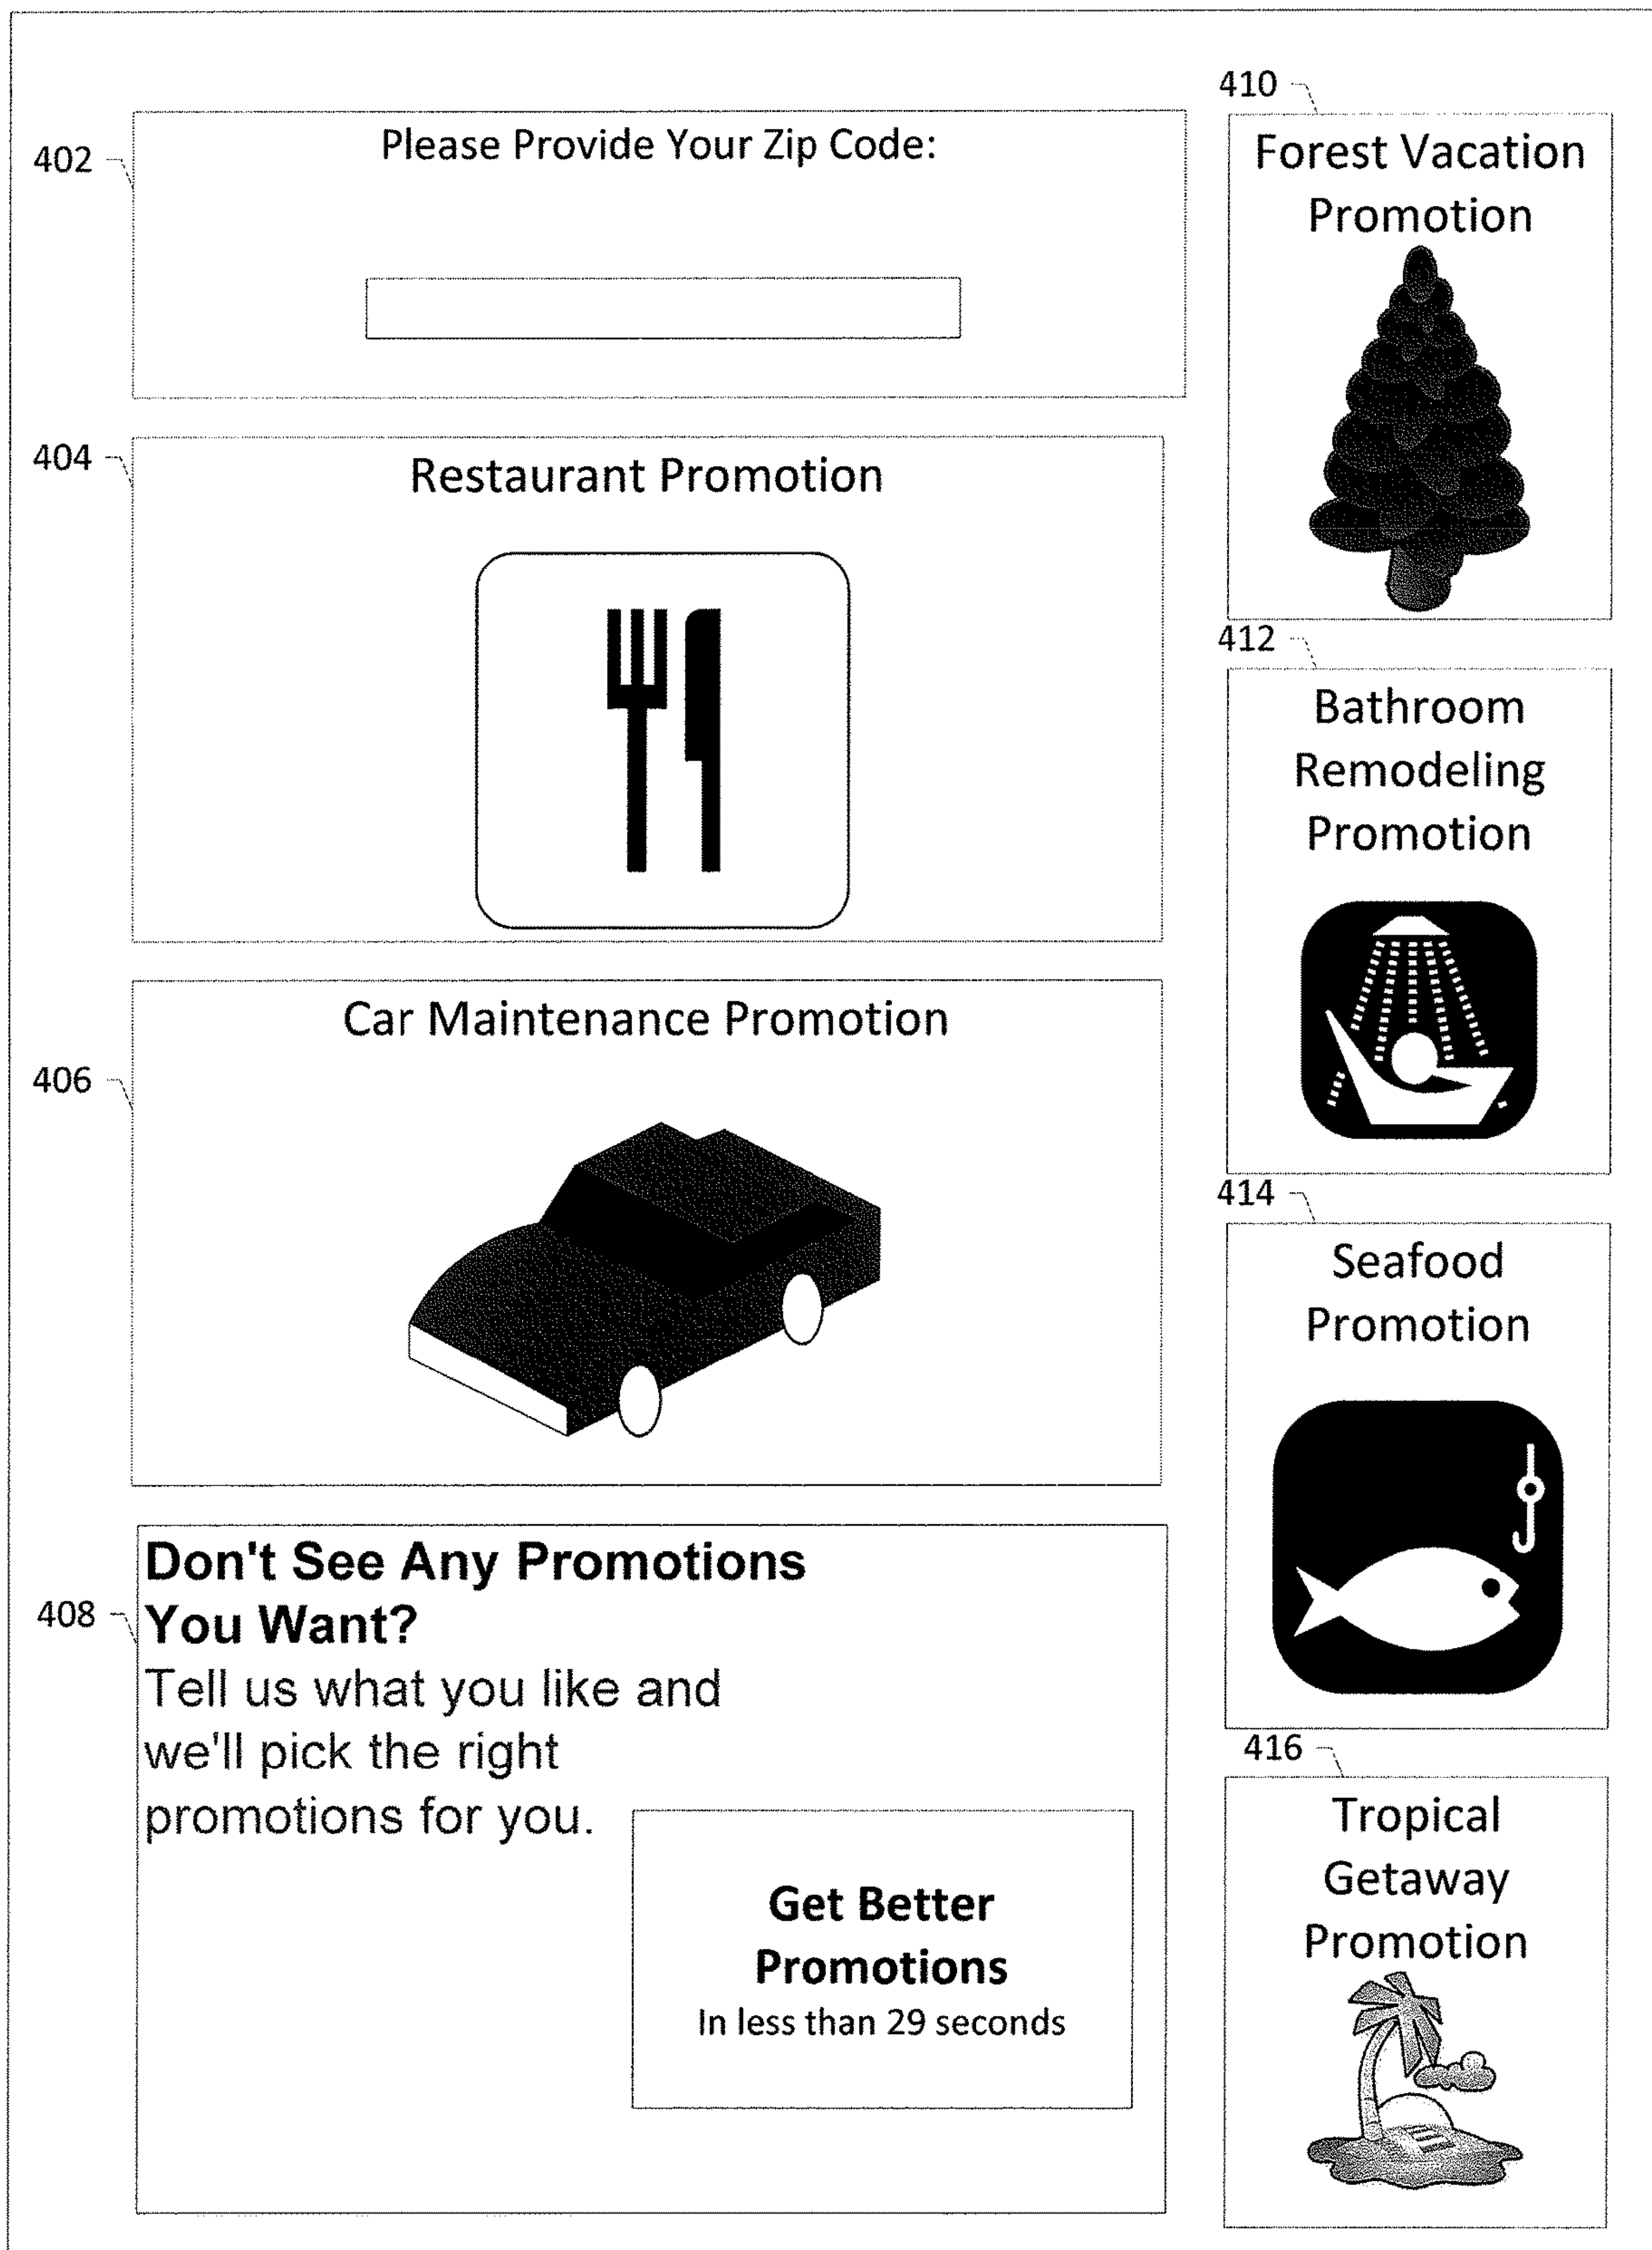 402
Please Provide Your Zip Code:
404
Restaurant Promotion
406
Car Maintenance Promotion
408
Don't See Any Promotions
You Want?
Tell us what you like and
we'll pick the right
promotions for you.
Get Better
Promotions
In less than 29 seconds
410
Forest Vacation
Promotion
412
Bathroom
Remodeling
Promotion
414
Seafood
Promotion
416
Tropical
Getaway
Promotion